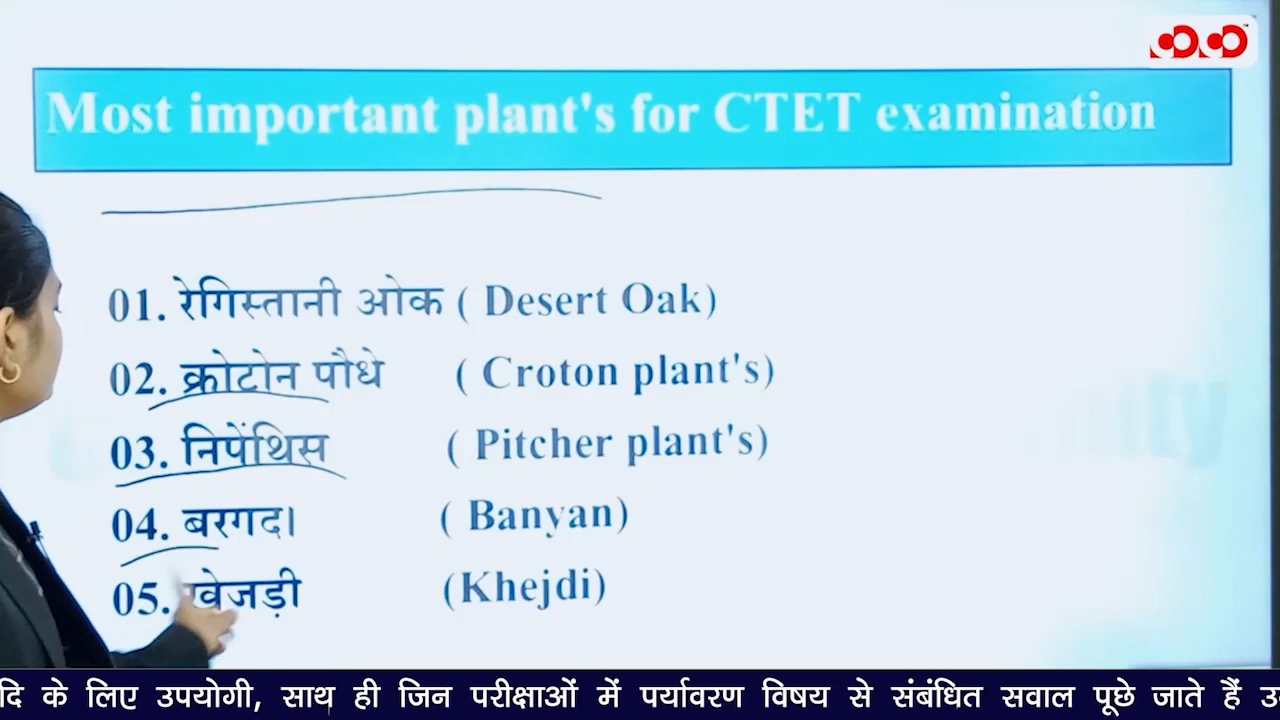 Most important plant's for CTET examination
01. रेगिस्तानी ओक ( Desert Oak)
02. क्रोटोन पौधे ( Croton plant's)
03. निपेंथिस ( Pitcher plant's)
04. बरगद। ( Banyan)
05. खेजड़ी (Khejdi)
के लिए उपयोगी, साथ ही जिन परीक्षाओं में पर्यावरण विषय से संबंधित सवाल पूछे जाते हैं